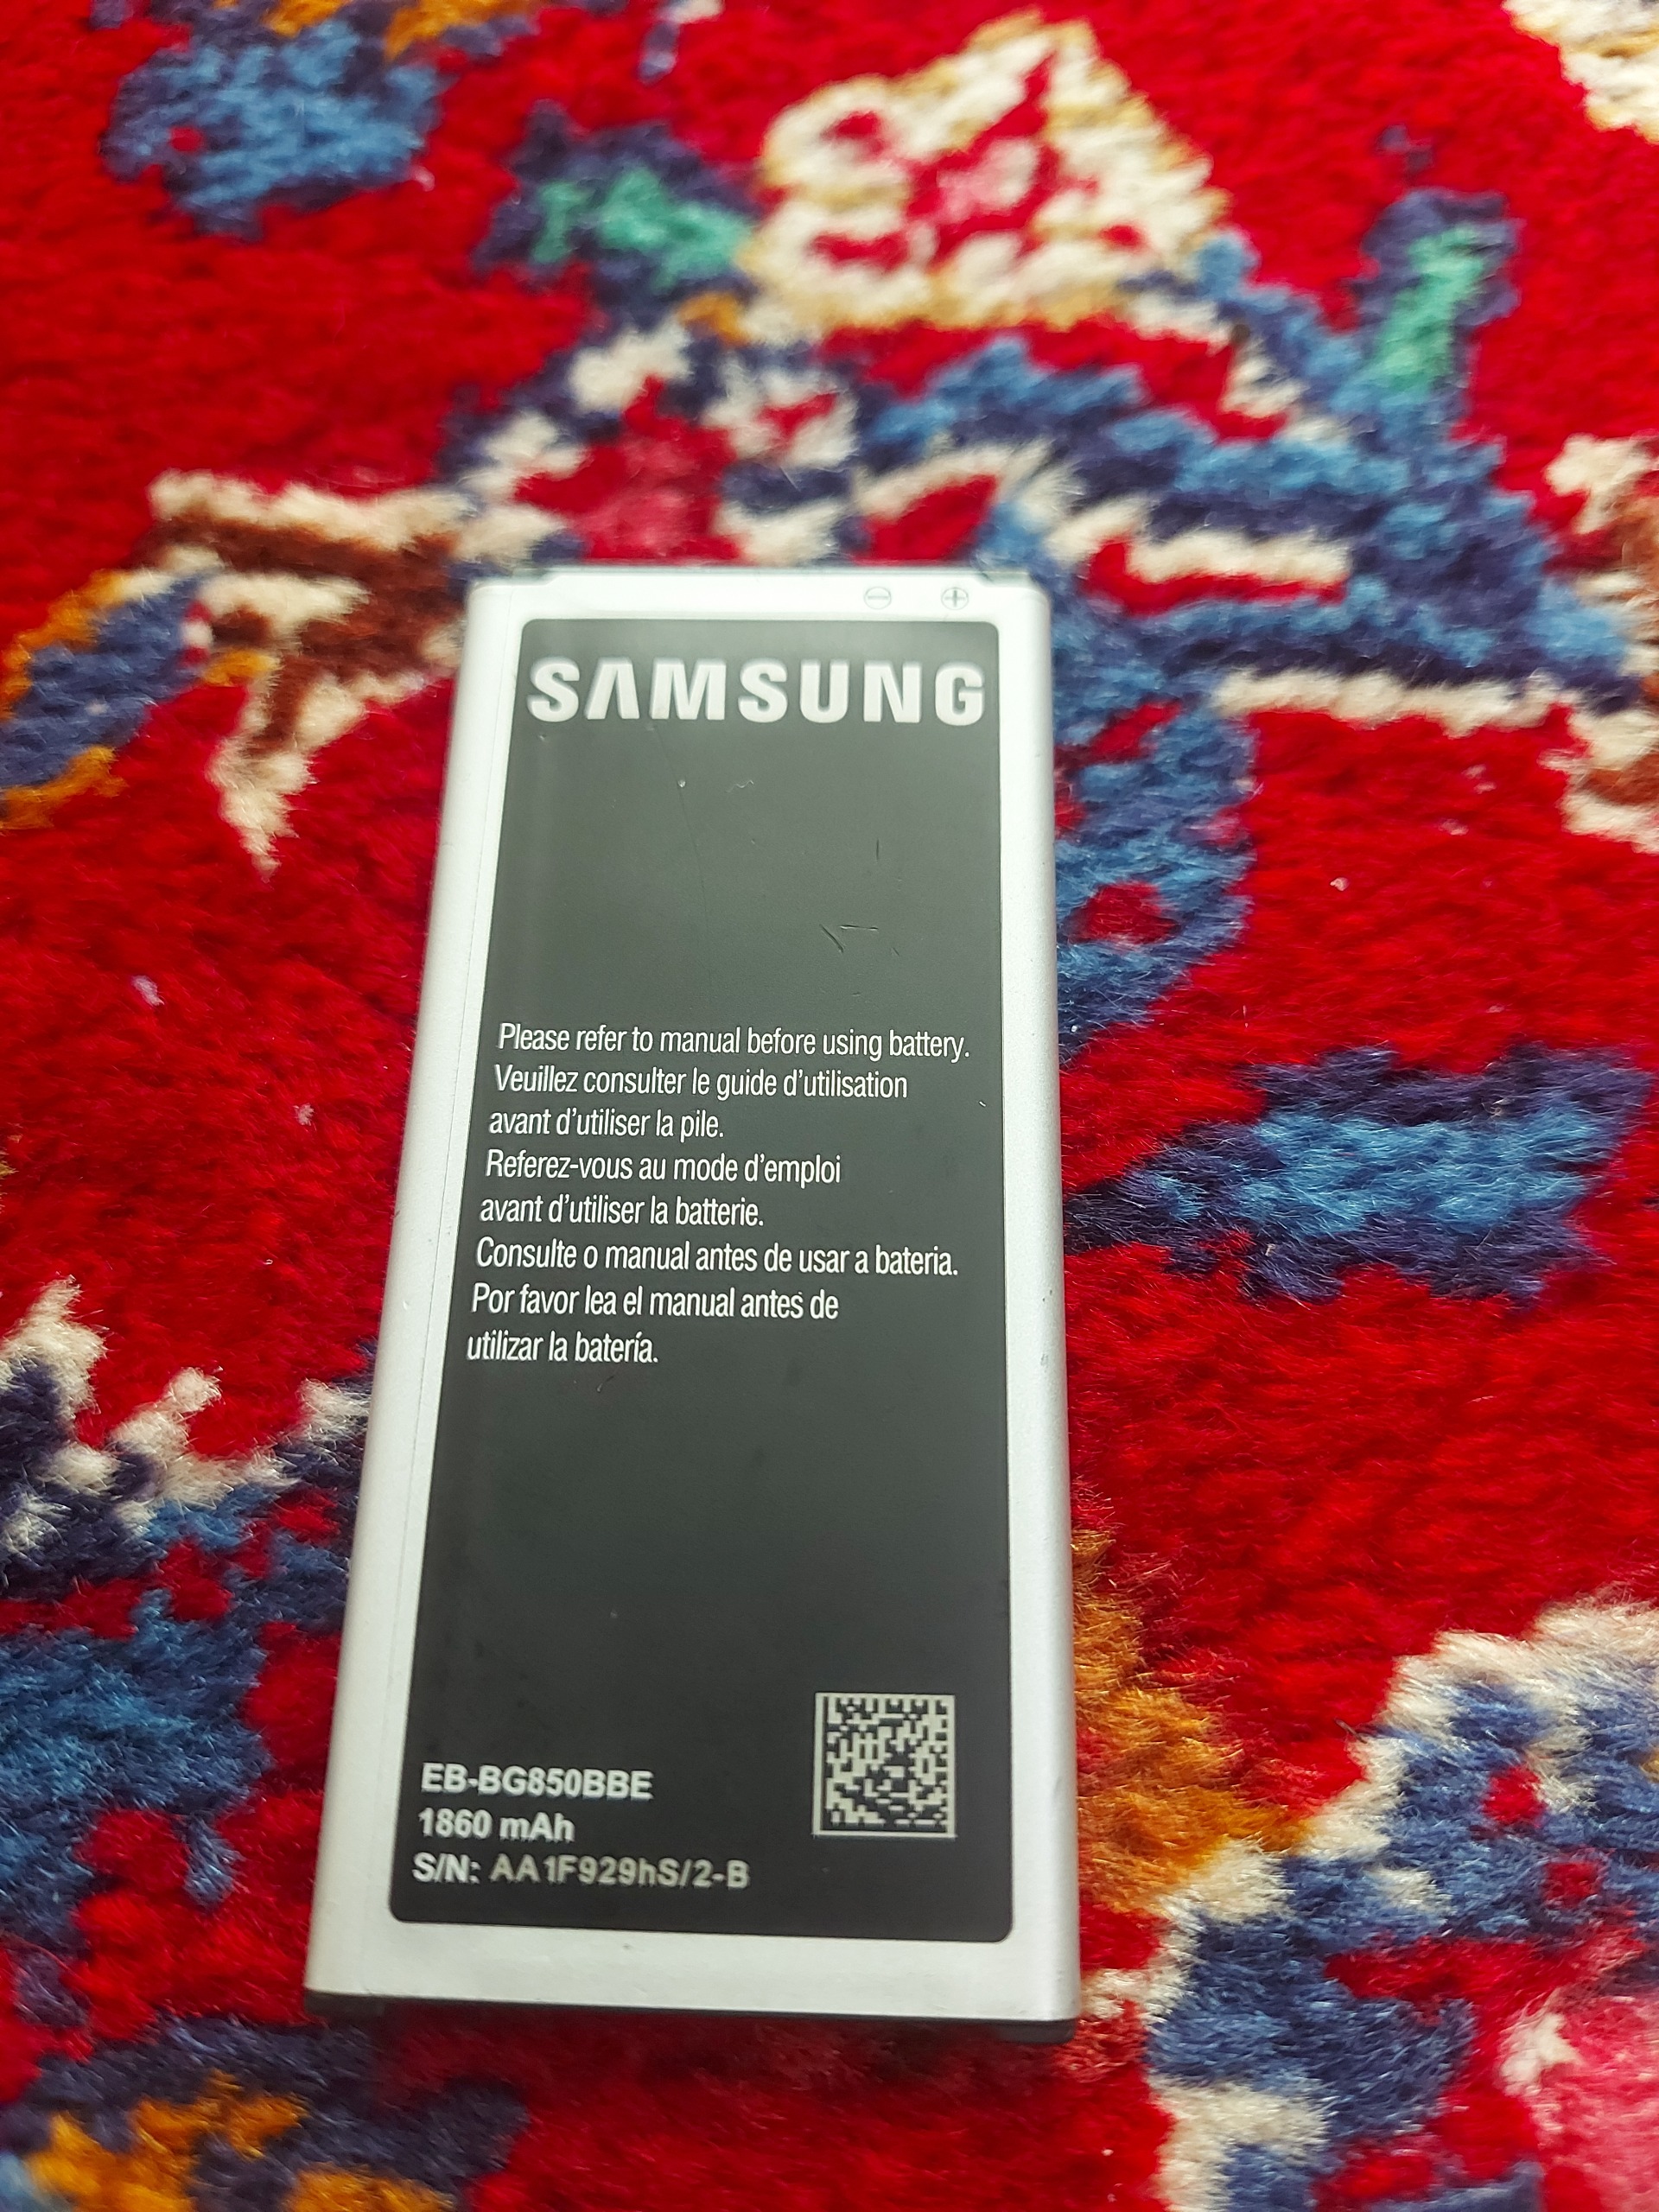 SAMSUNG
Please refer to manual before using battery.
Veuillez consulter le guide d'utilisation
avant d'utiliser la pile.
Referez-vous au mode d'emploi
avant d'utiliser la batterie.
Consulte o manual antes de usar a bateria.
Por favor lea el manual antes de
utilizar la batería.
EB-BG850BBE
1860 mAh
S/N: AA1F929hS/2-B